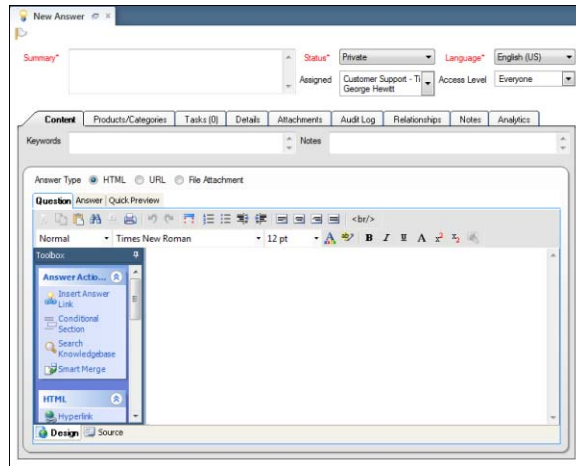 New Answer
Summary* Status* Private Language* English (US)
Assigned Customer Support - Ti George Hewitt Access Level Everyone
Content Products/Categories Tasks (0) Details Attachments Audit Log Relationships Notes Analytics
Keywords Notes
Answer Type HTML URL File Attachment
Question Answer Quick Preview
<br/>
Normal Times New Roman 12 pt A ab B I U A x² x₂
Toolbox
Answer Actio...
Insert Answer
Link
Conditional
Section
Search
Knowledgebase
Smart Merge
HTML
Hyperlink
Design Source